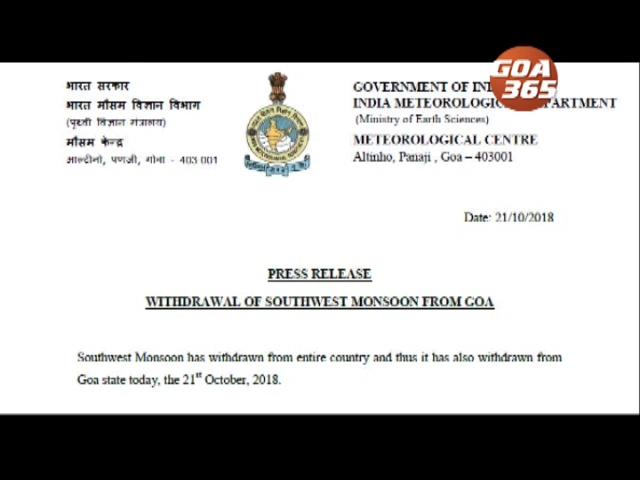 भारत सरकार
भारत मौसम विज्ञान विभाग
(पृथ्वी विज्ञान मंत्रालय)
मौसम केन्द्र
आल्टीनो, पणजी, गोवा - 403 001
GOVERNMENT OF
INDIA METEOROLOGICAL DEPARTMENT
(Ministry of Earth Sciences)
METEOROLOGICAL CENTRE
Altinho, Panaji , Goa – 403001
GOA
365
Date: 21/10/2018
PRESS RELEASE
WITHDRAWAL OF SOUTHWEST MONSOON FROM GOA
Southwest Monsoon has withdrawn from entire country and thus it has also withdrawn from
Goa state today, the 21st October, 2018.